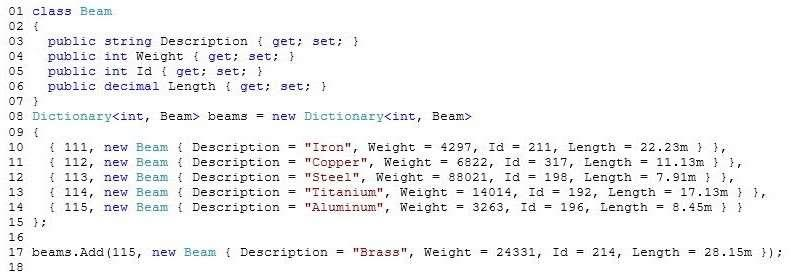 01 class Beam
02 {
03   public string Description { get; set; }
04   public int Weight { get; set; }
05   public int Id { get; set; }
06   public decimal Length { get; set; }
07 }
08 Dictionary<int, Beam> beams = new Dictionary<int, Beam>
09 {
10   { 111, new Beam { Description = "Iron", Weight = 4297, Id = 211, Length = 22.23m } },
11   { 112, new Beam { Description = "Copper", Weight = 6822, Id = 317, Length = 11.13m } },
12   { 113, new Beam { Description = "Steel", Weight = 88021, Id = 198, Length = 7.91m } },
13   { 114, new Beam { Description = "Titanium", Weight = 14014, Id = 192, Length = 17.13m } },
14   { 115, new Beam { Description = "Aluminum", Weight = 3263, Id = 196, Length = 8.45m } }
15 };
16
17 beams.Add(115, new Beam { Description = "Brass", Weight = 24331, Id = 214, Length = 28.15m });
18